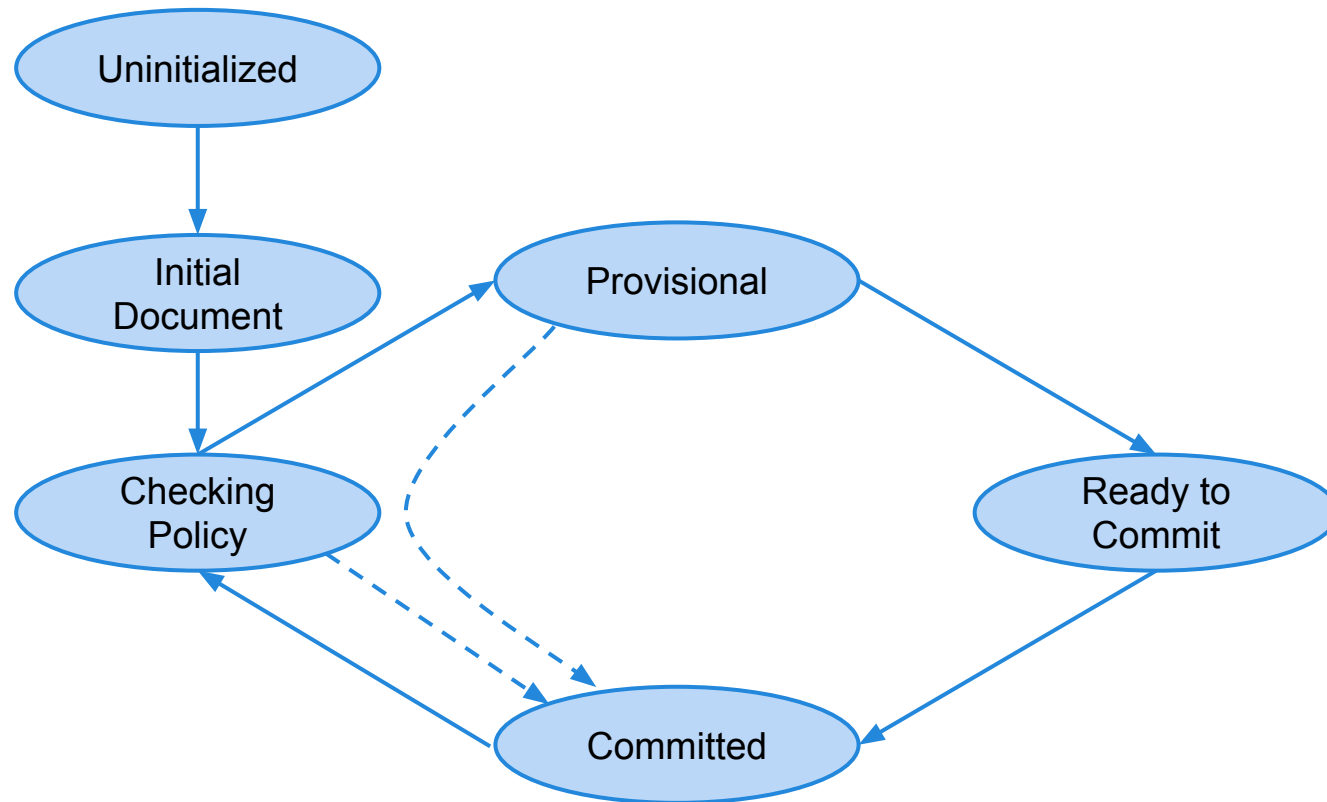 Uninitialized
Initial
Document
Provisional
Checking
Policy
Ready to
Commit
Committed